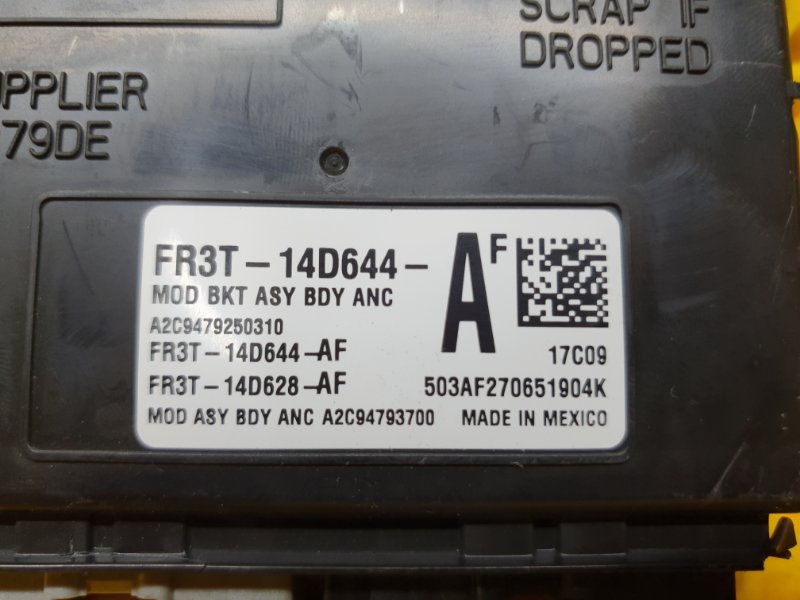 SCRAP IF
DROPPED
79DE
FR3T-14D644-
AF
MOD BKT ASY BDY ANC
A2C9479250310
FR3T-14D644-AF
17C09
FR3T-14D628-AF
503AF270651904K
MOD ASY BDY ANC A2C94793700
MADE IN MEXICO